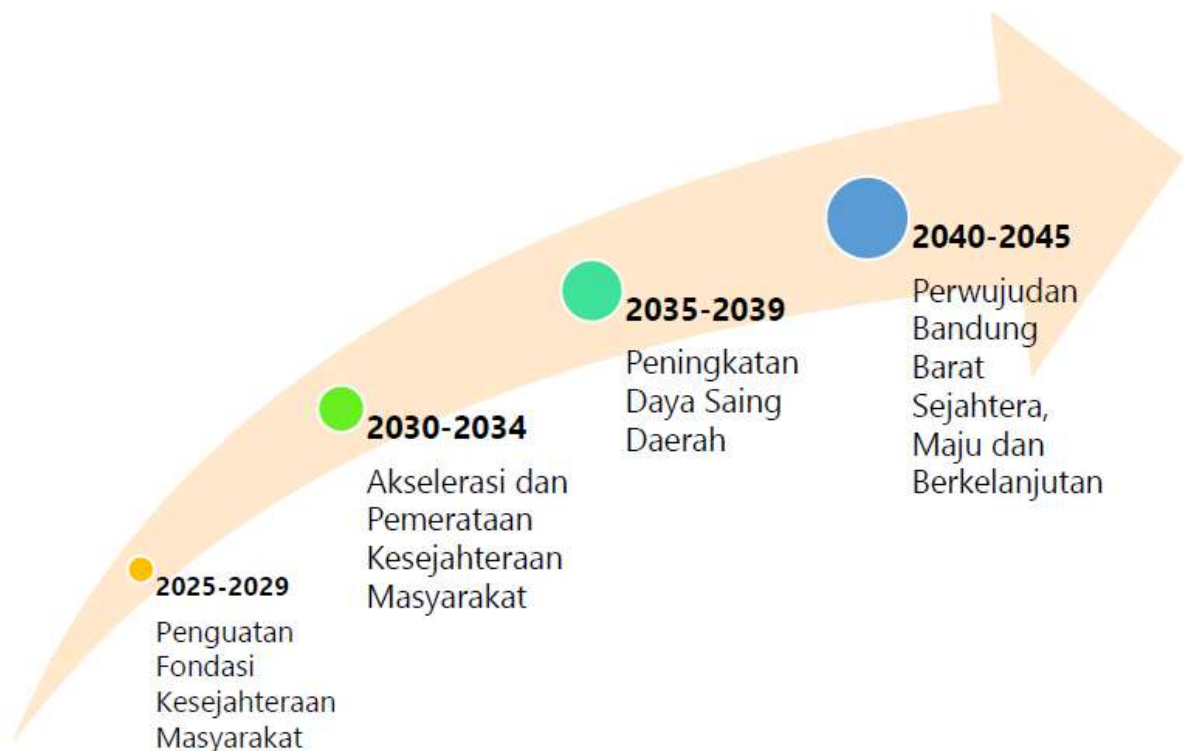 2040-2045
Perwujudan
Bandung
Barat
Sejahtera,
Maju dan
Berkelanjutan
2035-2039
Peningkatan
Daya Saing
Daerah
2030-2034
Akselerasi dan
Pemerataan
Kesejahteraan
Masyarakat
2025-2029
Penguatan
Fondasi
Kesejahteraan
Masyarakat